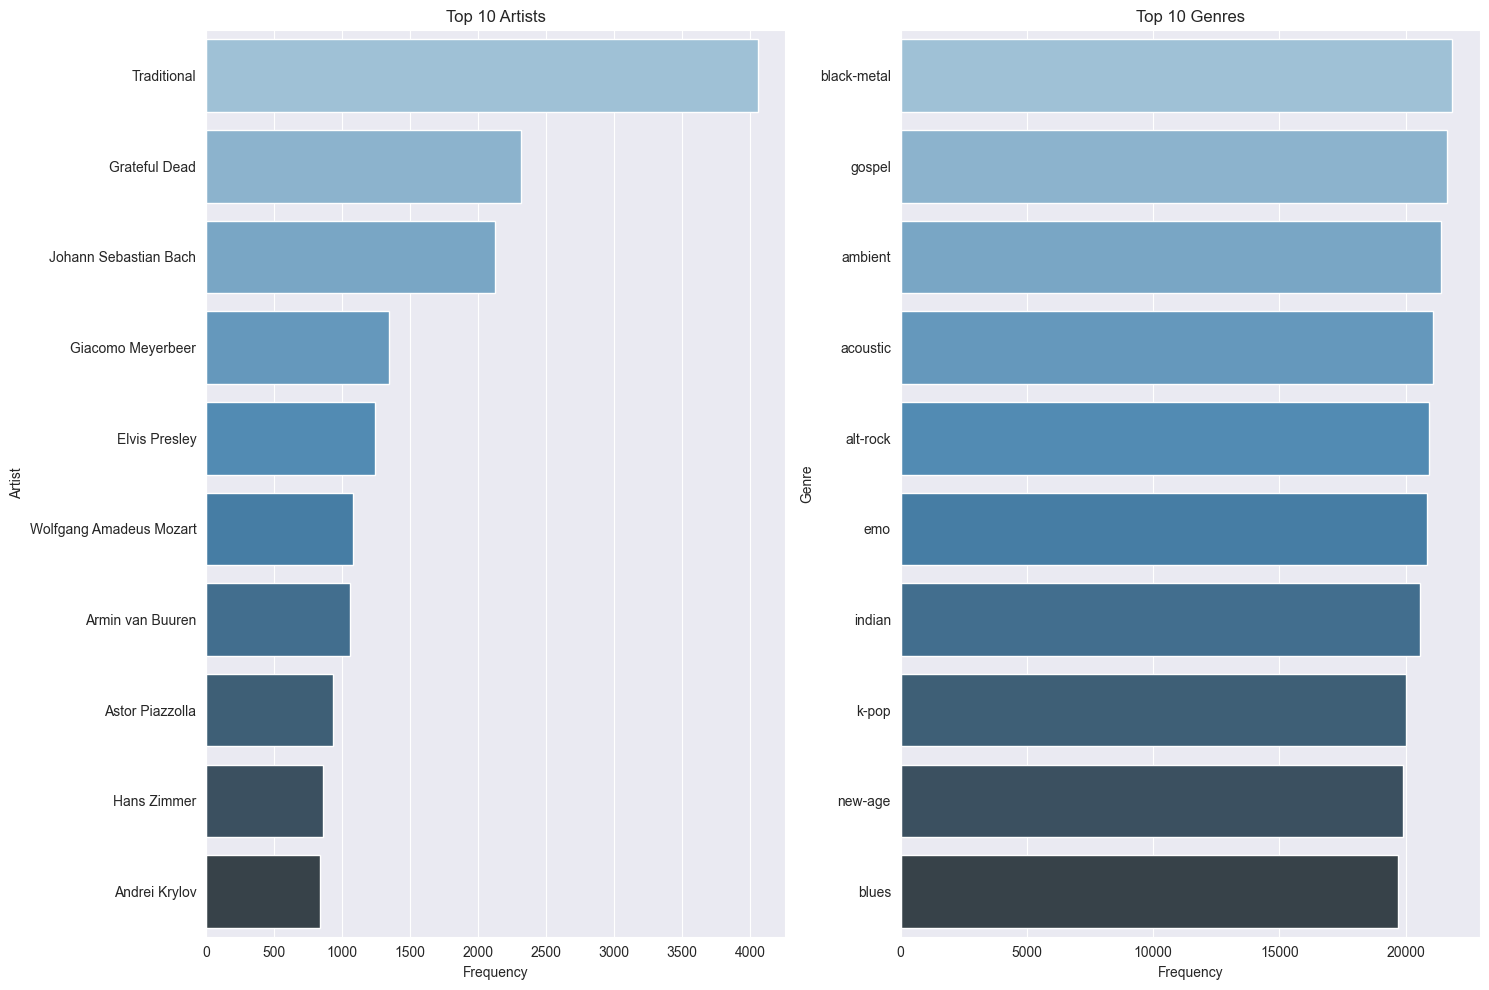 Top 10 Artists
Traditional
Grateful Dead
Johann Sebastian Bach
Giacomo Meyerbeer
Elvis Presley
Wolfgang Amadeus Mozart
Armin van Buuren
Astor Piazzolla
Hans Zimmer
Andrei Krylov
Artist
0 500 1000 1500 2000 2500 3000 3500 4000
Frequency
Top 10 Genres
black-metal
gospel
ambient
acoustic
alt-rock
emo
indian
k-pop
new-age
blues
Genre
0 5000 10000 15000 20000
Frequency